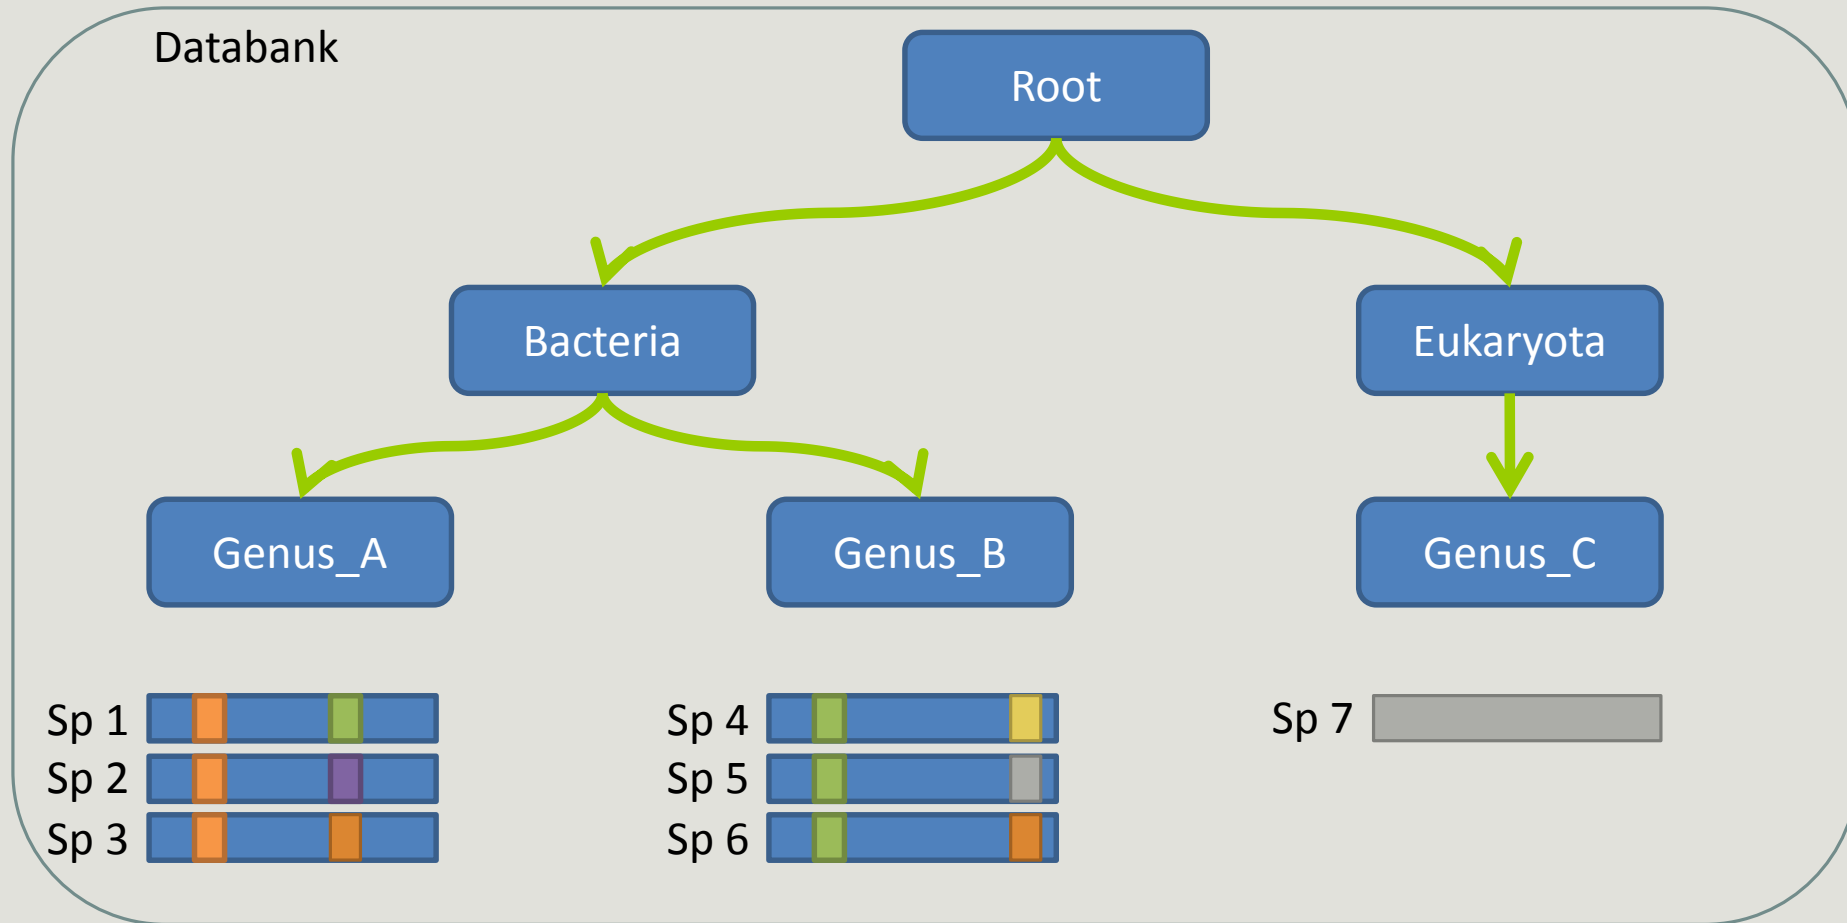 Databank
Root
Bacteria
Eukaryota
Genus_A
Genus_B
Genus_C
Sp 1
Sp 2
Sp 3
Sp 4
Sp 5
Sp 6
Sp 7